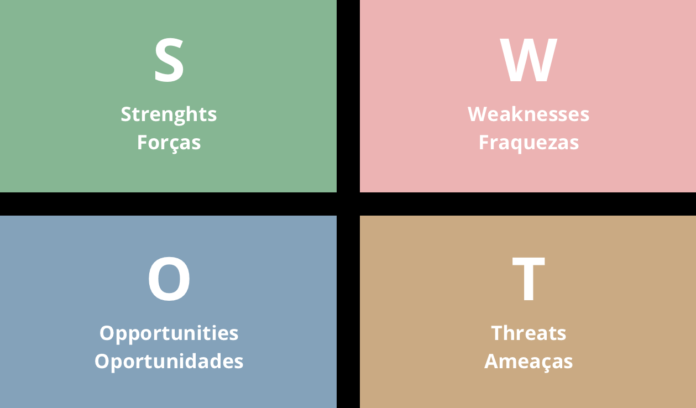 S
Strenghts
Forças
W
Weaknesses
Fraquezas
O
Opportunities
Oportunidades
T
Threats
Ameaças